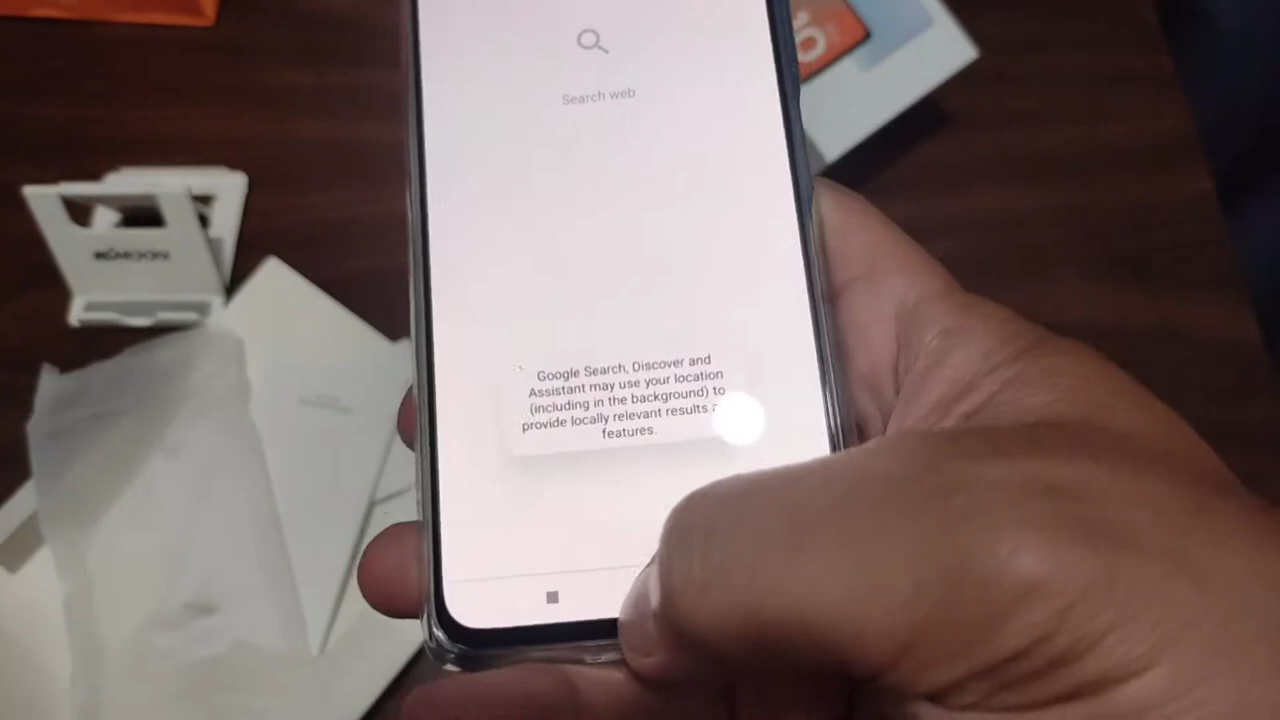 Search web
Google Search, Discover and
Assistant may use your location
(including in the background) to
provide locally relevant results
features.